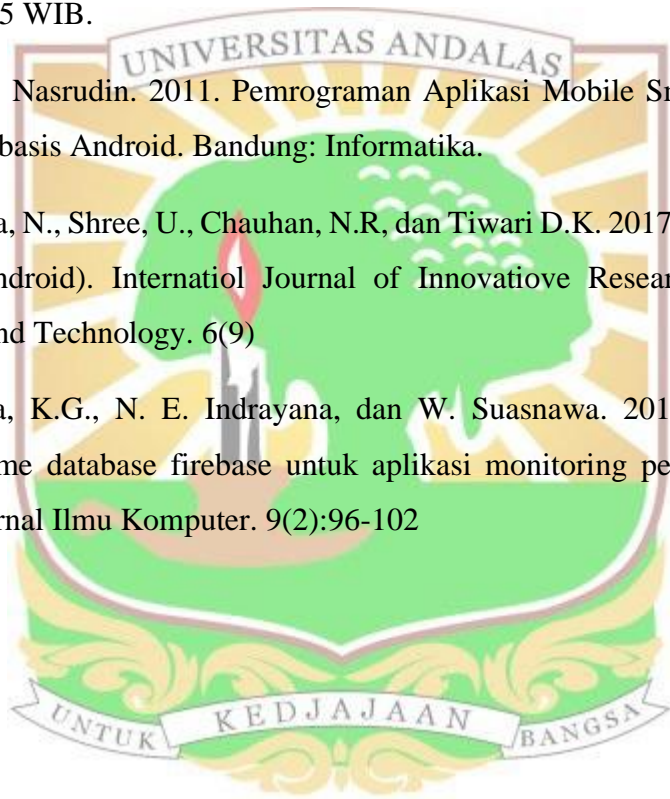 5 WIB.
UNIVERSITAS ANDALAS
Nasrudin. 2011. Pemrograman Aplikasi Mobile
basis Android. Bandung: Informatika.
a, N., Shree, U., Chauhan, N.R, dan Tiwari D.K. 2017
ndroid). Internatiol Journal of Innovatiove Resear
nd Technology. 6(9)
a, K.G., N. E. Indrayana, dan W. Suasnawa. 201
me database firebase untuk aplikasi monitoring pe
rnal Ilmu Komputer. 9(2):96-102
UNTUK KEDJAJAAN BANGSA